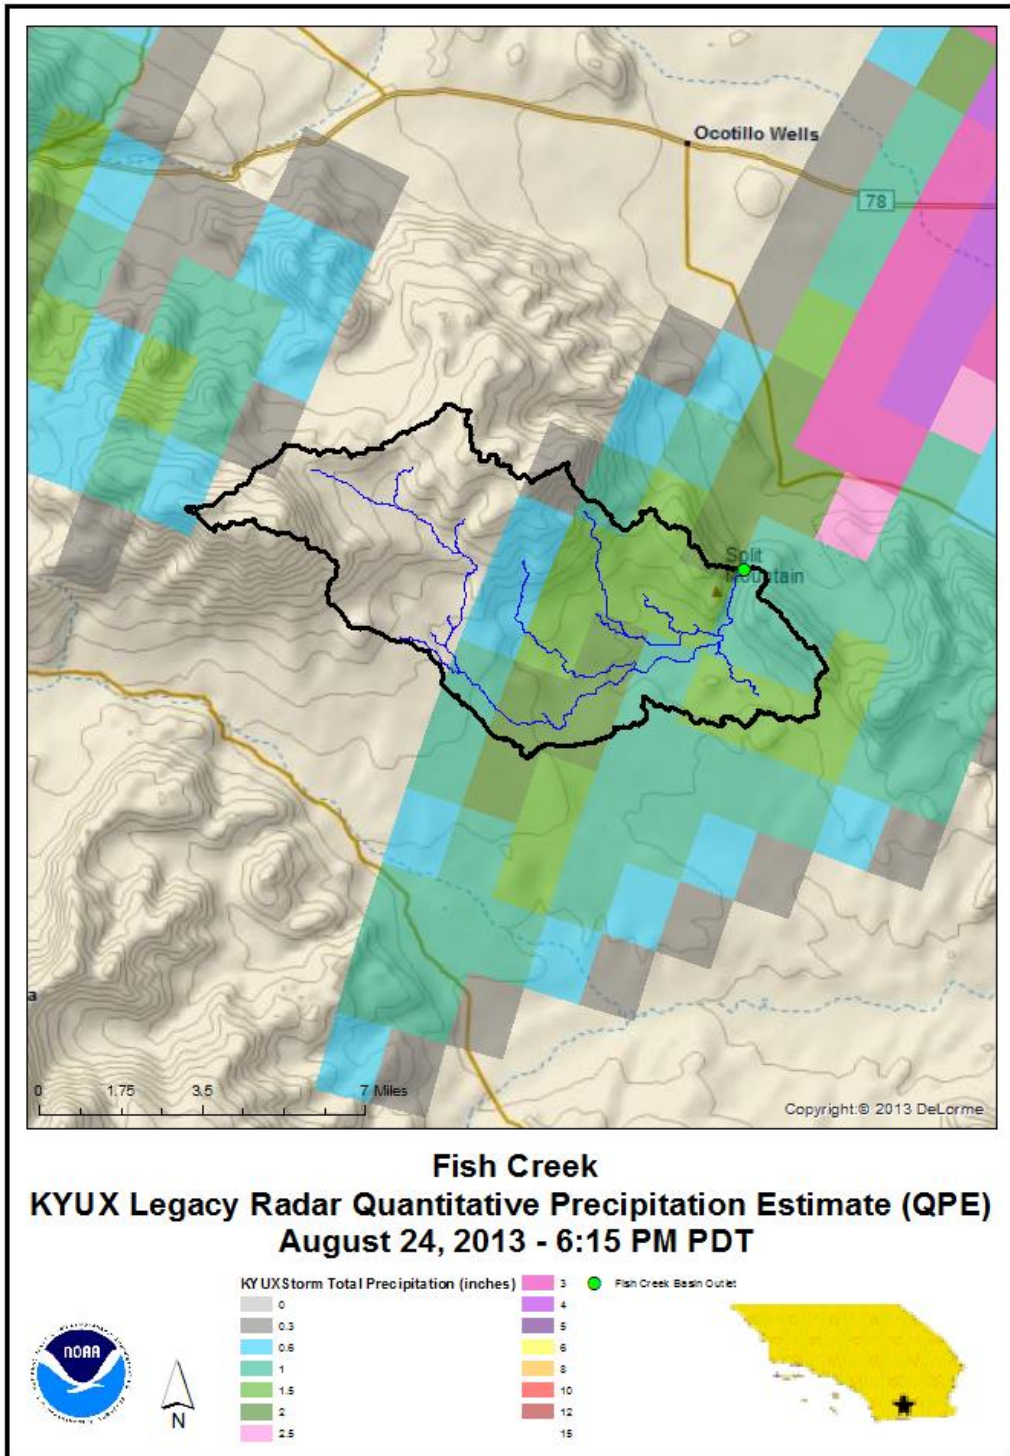 Ocotillo Wells
78
Split
Mountain
a
0 1.75 3.5 7 Miles
Copyright:© 2013 DeLorme
Fish Creek
KYUX Legacy Radar Quantitative Precipitation Estimate (QPE)
August 24, 2013 - 6:15 PM PDT
KYUX Storm Total Precipitation (inches)
0
0.3
0.6
1
1.5
2
2.5
3
4
5
6
8
10
12
15
Fish Creek Basin Outlet
NOAA
N